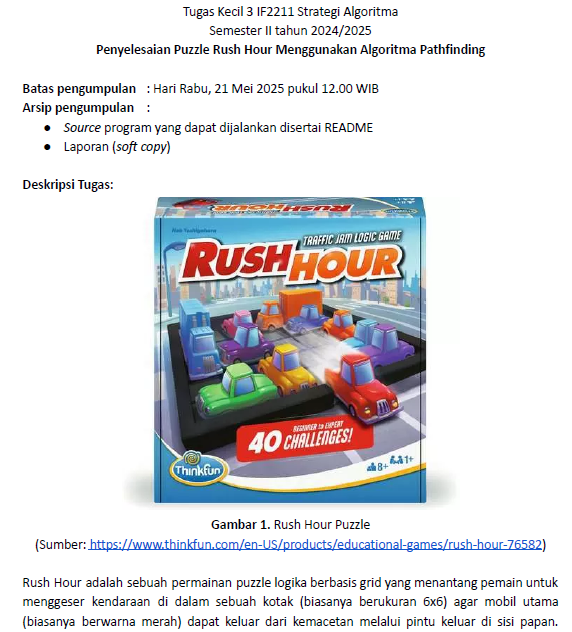 Tugas Kecil 3 IF2211 Strategi Algoritma
Semester II tahun 2024/2025
Penyelesaian Puzzle Rush Hour Menggunakan Algoritma Pathfinding
Batas pengumpulan : Hari Rabu, 21 Mei 2025 pukul 12.00 WIB
Arsip pengumpulan :
● Source program yang dapat dijalankan disertai README
● Laporan (soft copy)
Deskripsi Tugas:
RUSH HOUR
TRAFFIC JAM LOGIC GAME
RUSH
HOUR
BEGINNER to EXPERT
40 CHALLENGES!
ThinkFun
8+ 1+
Gambar 1. Rush Hour Puzzle
(Sumber: https://www.thinkfun.com/en-US/products/educational-games/rush-hour-76582)
Rush Hour adalah sebuah permainan puzzle logika berbasis grid yang menantang pemain untuk
menggeser kendaraan di dalam sebuah kotak (biasanya berukuran 6x6) agar mobil utama
(biasanya berwarna merah) dapat keluar dari kemacetan melalui pintu keluar di sisi papan.